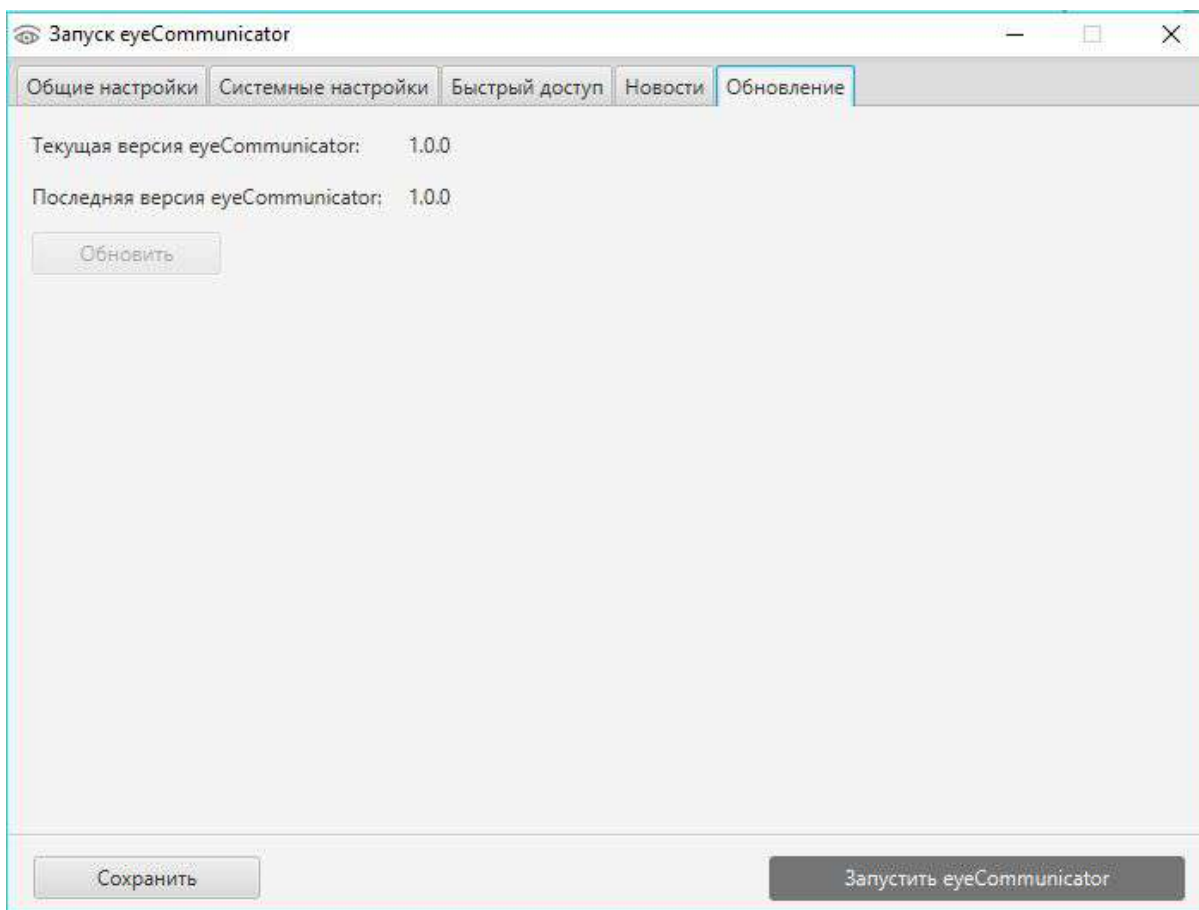 Запуск eyeCommunicator
Общие настройки Системные настройки Быстрый доступ Новости Обновление
Текущая версия eyeCommunicator: 1.0.0
Последняя версия eyeCommunicator: 1.0.0
Обновить
Сохранить Запустить eyeCommunicator